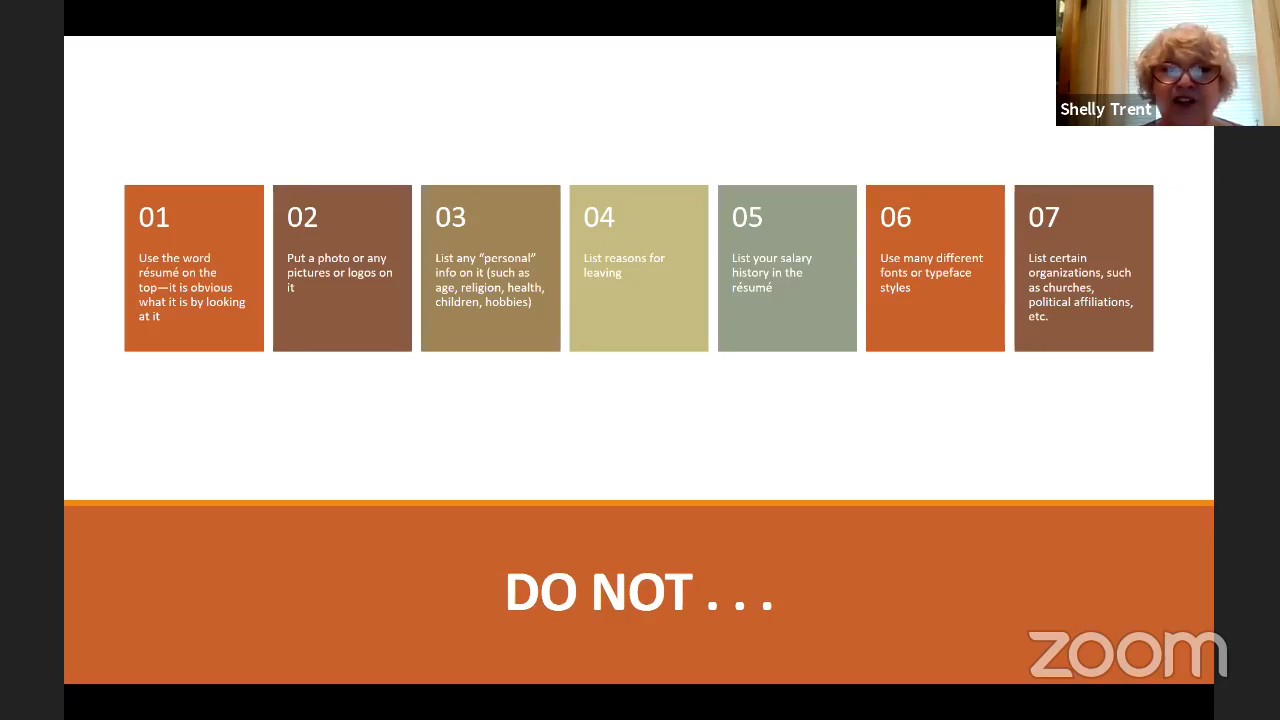 Shelly Trent
01
Use the word
résumé on the
top—it is obvious
what it is by looking
at it
02
Put a photo or any
pictures or logos on
it
03
List any “personal”
info on it (such as
age, religion, health,
children, hobbies)
04
List reasons for
leaving
05
List your salary
history in the
résumé
06
Use many different
fonts or typeface
styles
07
List certain
organizations, such
as churches,
political affiliations,
etc.
DO NOT . . .
zoom